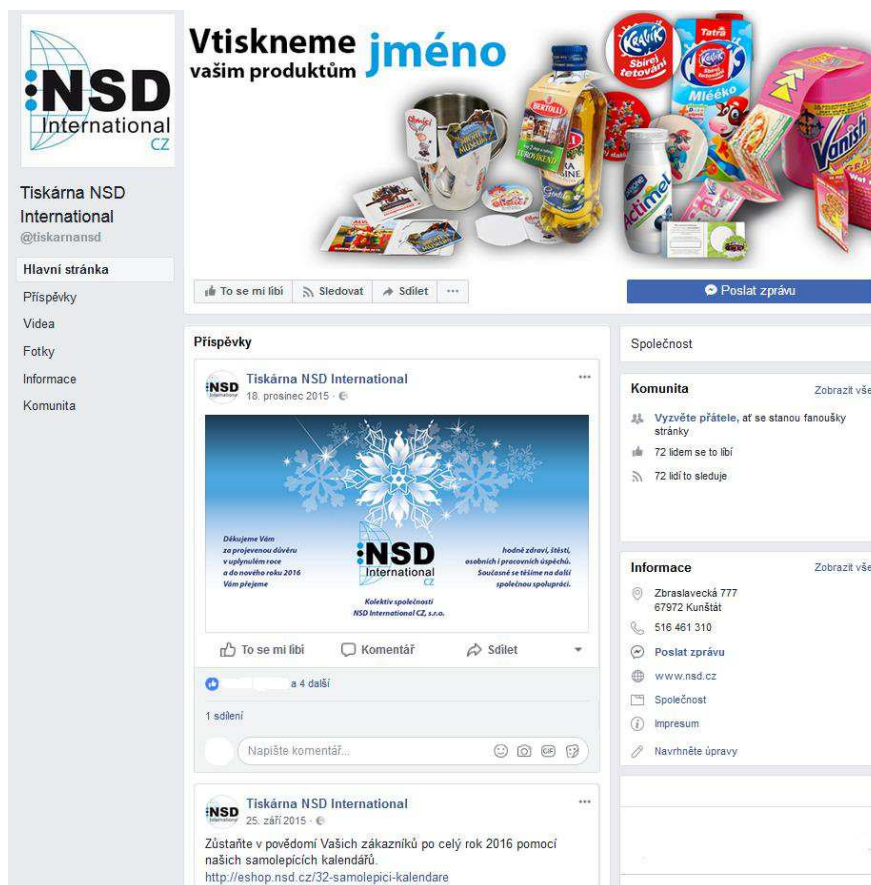 NSD
International
CZ
Tiskárna NSD
International
@tiskarnansd
Hlavní stránka
Příspěvky
Videa
Fotky
Informace
Komunita
Vtiskneme jméno
vašim produktům
BERTOLLI
Kravík
Sbírej
tetování
Tatra
Mlééko
DANONE
Actimel
Vanish
To se mi líbí
Sledovat
Sdílet
Poslat zprávu
Příspěvky
Tiskárna NSD International
18. prosinec 2015
Děkujeme Vám
za projevenou důvěru
v uplynulém roce
a do nového roku 2016
Vám přejeme
NSD
International
CZ
hodně zdraví, štěstí,
osobních i pracovních úspěchů.
Současně se těšíme na další
společnou spolupráci.
Kolektiv společnosti
NSD International CZ, s.r.o.
To se mi líbí
Komentář
Sdílet
a 4 další
1 sdílení
Napište komentář...
GIF
Tiskárna NSD International
25. září 2015
Zůstaňte v povědomí Vašich zákazníků po celý rok 2016 pomocí
našich samolepících kalendářů.
http://eshop.nsd.cz/32-samolepici-kalendare
Společnost
Komunita
Zobrazit vše
Vyzvěte přátele, ať se stanou fanoušky
stránky
72 lidem se to líbí
72 lidí to sleduje
Informace
Zobrazit vše
Zbraslavecká 777
67972 Kunštát
516 461 310
Poslat zprávu
www.nsd.cz
Společnost
Impresum
Navrhněte úpravy